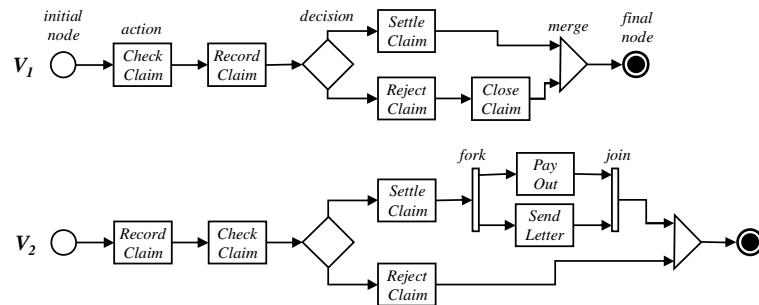 initial
node
action
decision
merge
final
node
V1
Check
Claim
Record
Claim
Settle
Claim
Reject
Claim
Close
Claim
V2
Record
Claim
Check
Claim
Settle
Claim
Reject
Claim
fork
Pay
Out
Send
Letter
join